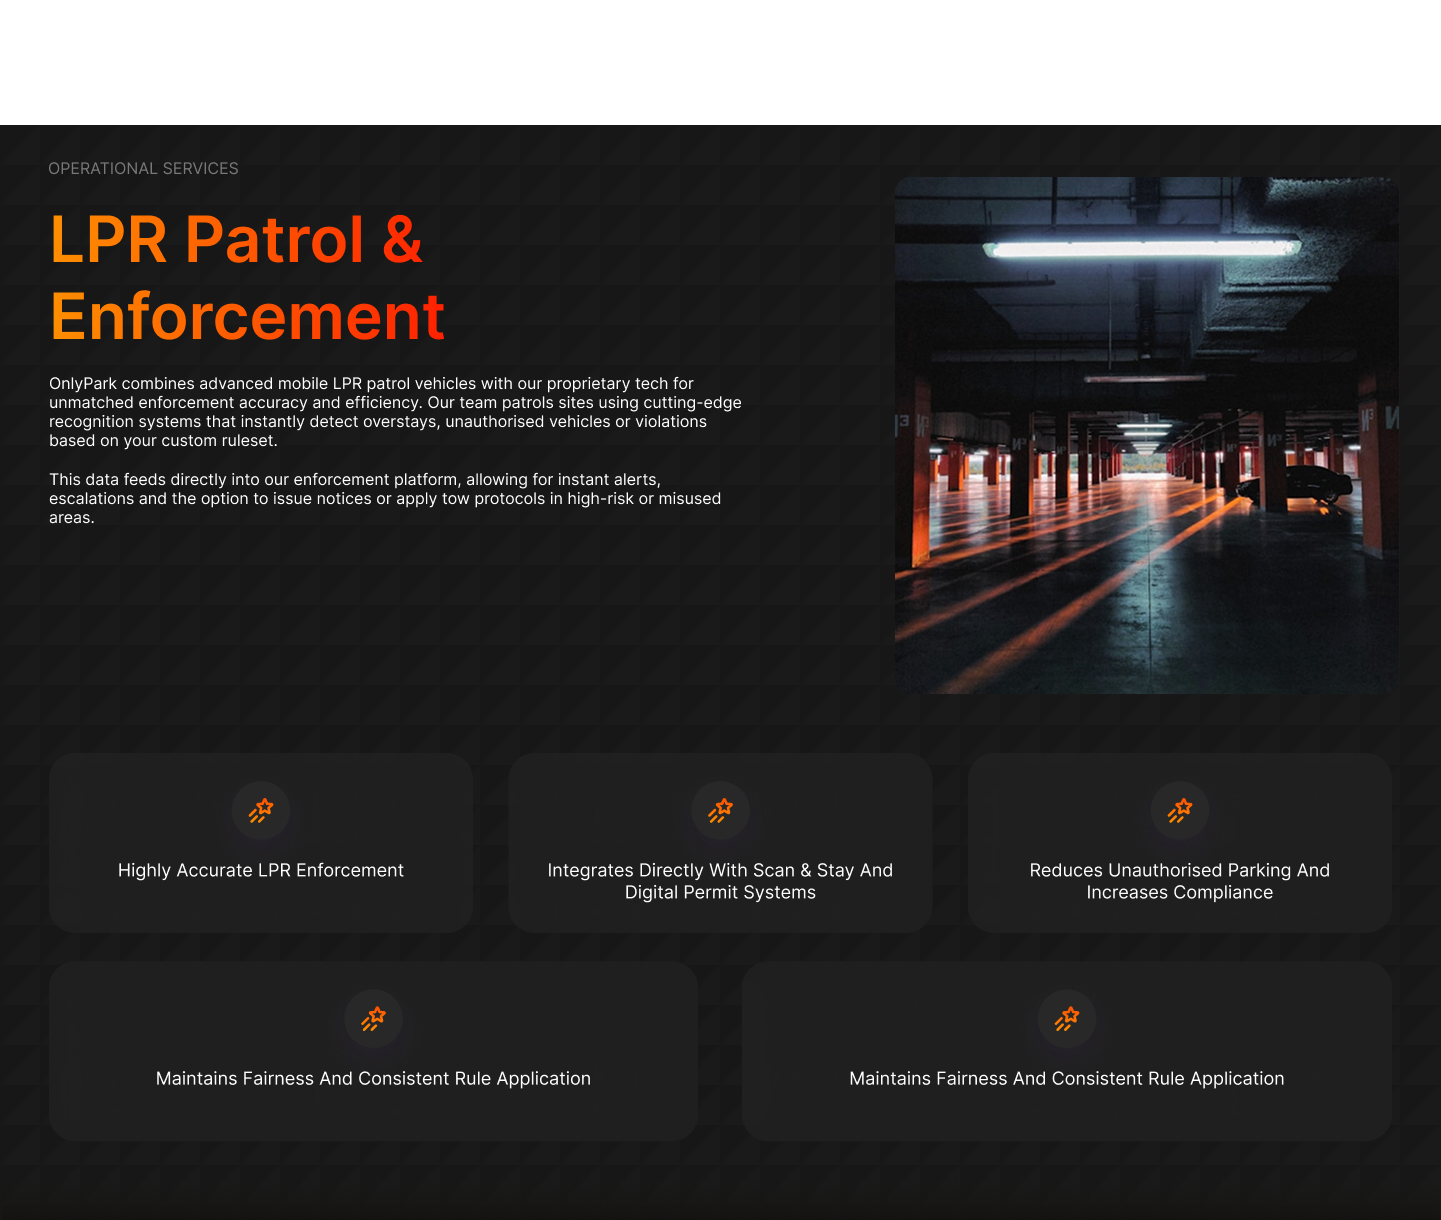 OPERATIONAL SERVICES
LPR Patrol &
Enforcement
OnlyPark combines advanced mobile LPR patrol vehicles with our proprietary tech for
unmatched enforcement accuracy and efficiency. Our team patrols sites using cutting-edge
recognition systems that instantly detect overstays, unauthorised vehicles or violations
based on your custom ruleset.
This data feeds directly into our enforcement platform, allowing for instant alerts,
escalations and the option to issue notices or apply tow protocols in high-risk or misused
areas.
Highly Accurate LPR Enforcement
Integrates Directly With Scan & Stay And
Digital Permit Systems
Reduces Unauthorised Parking And
Increases Compliance
Maintains Fairness And Consistent Rule Application
Maintains Fairness And Consistent Rule Application